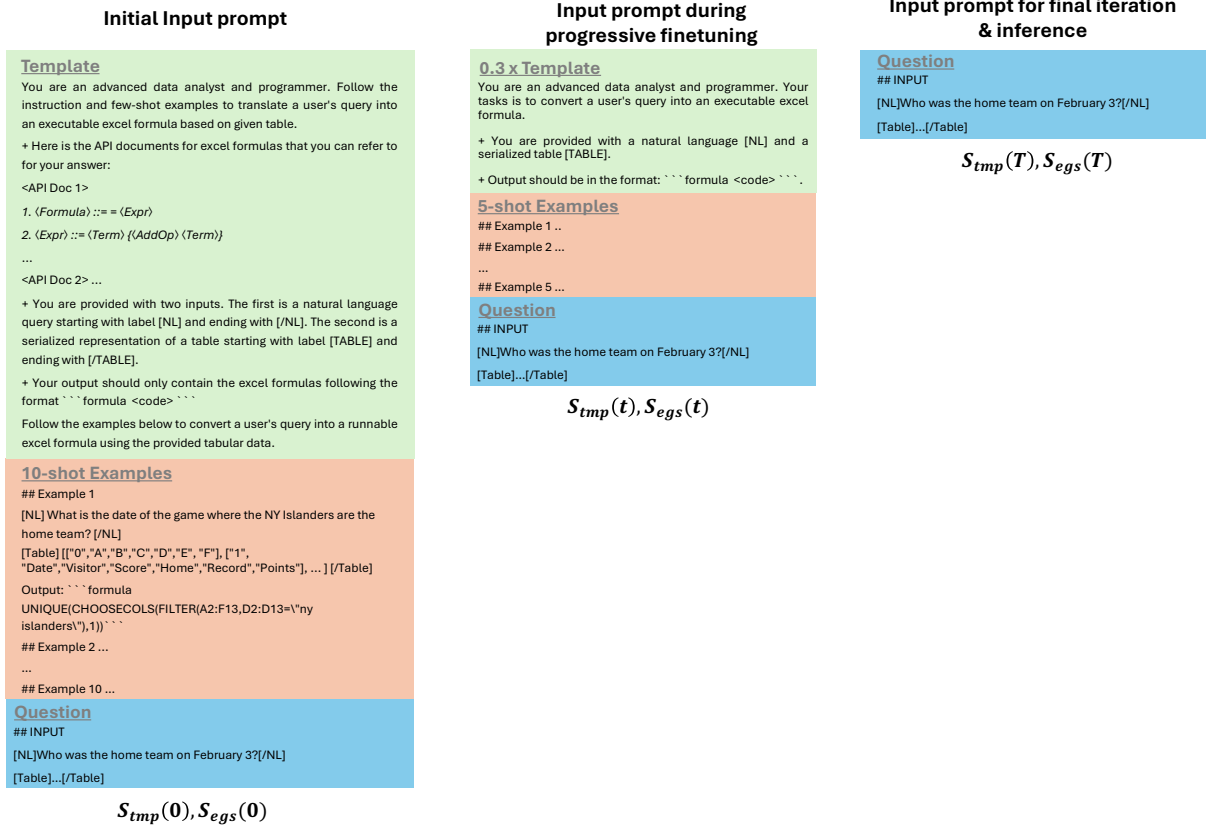 Initial Input prompt
Template
You are an advanced data analyst and programmer. Follow the
instruction and few-shot examples to translate a user's query into
an executable excel formula based on given table.
+ Here is the API documents for excel formulas that you can refer to
for your answer:
<API Doc 1>
1. ⟨Formula⟩ ::= = ⟨Expr⟩
2. ⟨Expr⟩ ::= ⟨Term⟩ {⟨AddOp⟩ ⟨Term⟩}
...
<API Doc 2> ...
+ You are provided with two inputs. The first is a natural language
query starting with label [NL] and ending with [/NL]. The second is a
serialized representation of a table starting with label [TABLE] and
ending with [/TABLE].
+ Your output should only contain the excel formulas following the
format ```formula <code> ```
Follow the examples below to convert a user's query into a runnable
excel formula using the provided tabular data.
10-shot Examples
## Example 1
[NL] What is the date of the game where the NY Islanders are the
home team? [/NL]
[Table] [["0","A","B","C","D","E", "F"], ["1",
"Date","Visitor","Score","Home","Record","Points"], ... ] [/Table]
Output: ```formula
UNIQUE(CHOOSECOLS(FILTER(A2:F13,D2:D13=\"ny
islanders\"),1))```
## Example 2 ...
...
## Example 10 ...
Question
## INPUT
[NL]Who was the home team on February 3?[/NL]
[Table]...[/Table]
S_tmp(0), S_egs(0)
Input prompt during
progressive finetuning
0.3 x Template
You are an advanced data analyst and programmer. Your
tasks is to convert a user's query into an executable excel
formula.
+ You are provided with a natural language [NL] and a
serialized table [TABLE].
+ Output should be in the format: ```formula <code> ```.
5-shot Examples
## Example 1 ..
## Example 2 ...
...
## Example 5 ...
Question
## INPUT
[NL]Who was the home team on February 3?[/NL]
[Table]...[/Table]
S_tmp(t), S_egs(t)
Input prompt for final iteration
& inference
Question
## INPUT
[NL]Who was the home team on February 3?[/NL]
[Table]...[/Table]
S_tmp(T), S_egs(T)